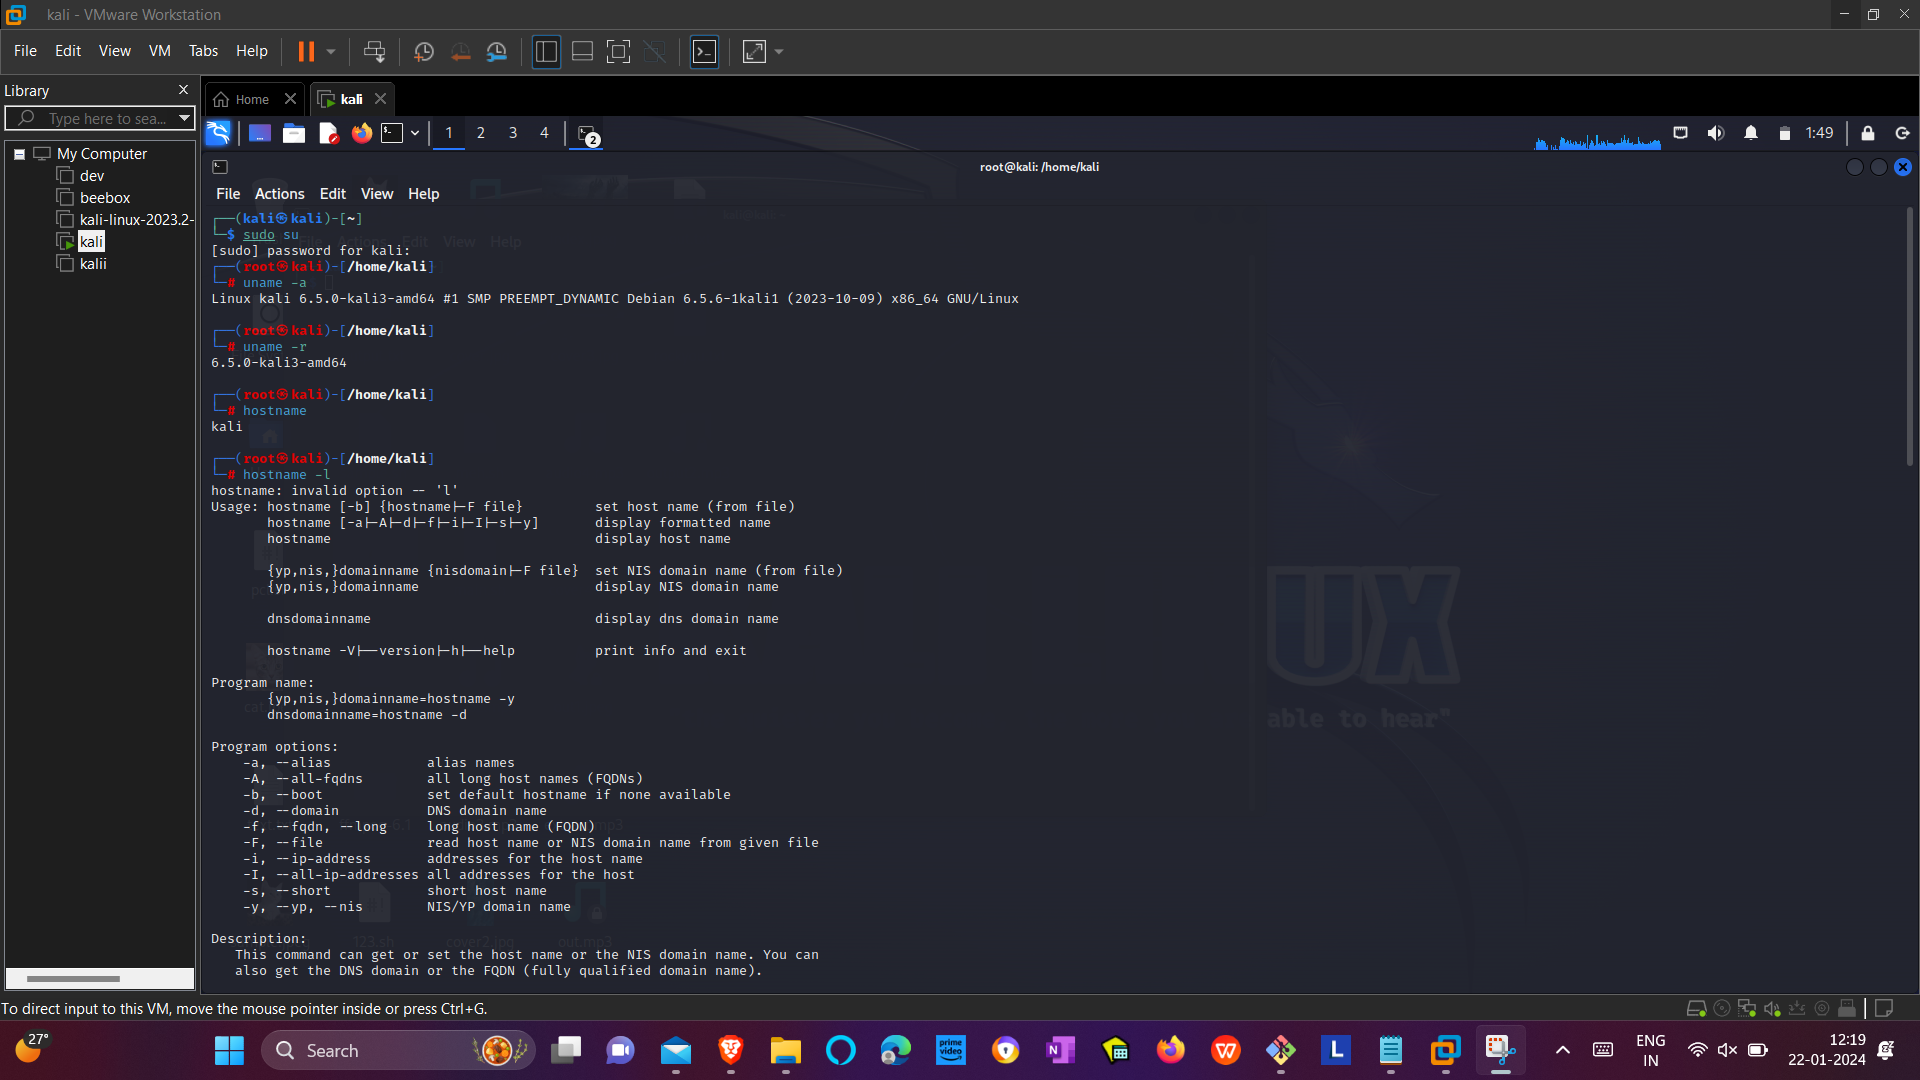 kali - VMware Workstation
File Edit View VM Tabs Help
Library
Home kali
Type here to sea...
1 2 3 4 2 1:49
My Computer
dev
beebox
kali-linux-2023.2-
kali
kalii
root@kali: /home/kali
File Actions Edit View Help
┌──(kali㉿kali)-[~]
└─$ sudo su
[sudo] password for kali:
┌──(root㉿kali)-[/home/kali]
└─# uname -a
Linux kali 6.5.0-kali3-amd64 #1 SMP PREEMPT_DYNAMIC Debian 6.5.6-1kali1 (2023-10-09) x86_64 GNU/Linux
┌──(root㉿kali)-[/home/kali]
└─# uname -r
6.5.0-kali3-amd64
┌──(root㉿kali)-[/home/kali]
└─# hostname
kali
┌──(root㉿kali)-[/home/kali]
└─# hostname -l
hostname: invalid option -- 'l'
Usage: hostname [-b] {hostname|-F file} set host name (from file)
hostname [-a|-A|-d|-f|-i|-I|-s|-y] display formatted name
hostname display host name
{yp,nis,}domainname {nisdomain|-F file} set NIS domain name (from file)
{yp,nis,}domainname display NIS domain name
dnsdomainname display dns domain name
hostname -V|--version|-h|--help print info and exit
Program name:
{yp,nis,}domainname=hostname -y
dnsdomainname=hostname -d
Program options:
-a, --alias alias names
-A, --all-fqdns all long host names (FQDNs)
-b, --boot set default hostname if none available
-d, --domain DNS domain name
-f, --fqdn, --long long host name (FQDN)
-F, --file read host name or NIS domain name from given file
-i, --ip-address addresses for the host name
-I, --all-ip-addresses all addresses for the host
-s, --short short host name
-y, --yp, --nis NIS/YP domain name
Description:
This command can get or set the host name or the NIS domain name. You can
also get the DNS domain or the FQDN (fully qualified domain name).
UX
able to hear"
123.sh cover2.jpg out.mp3
To direct input to this VM, move the mouse pointer inside or press Ctrl+G.
27°
Search
prime video
ENG
IN
12:19
22-01-2024